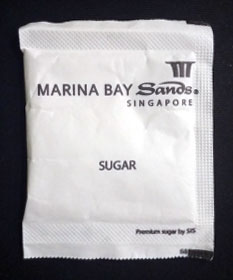 MARINA BAY Sands®
SINGAPORE
SUGAR
Premium sugar by SIS